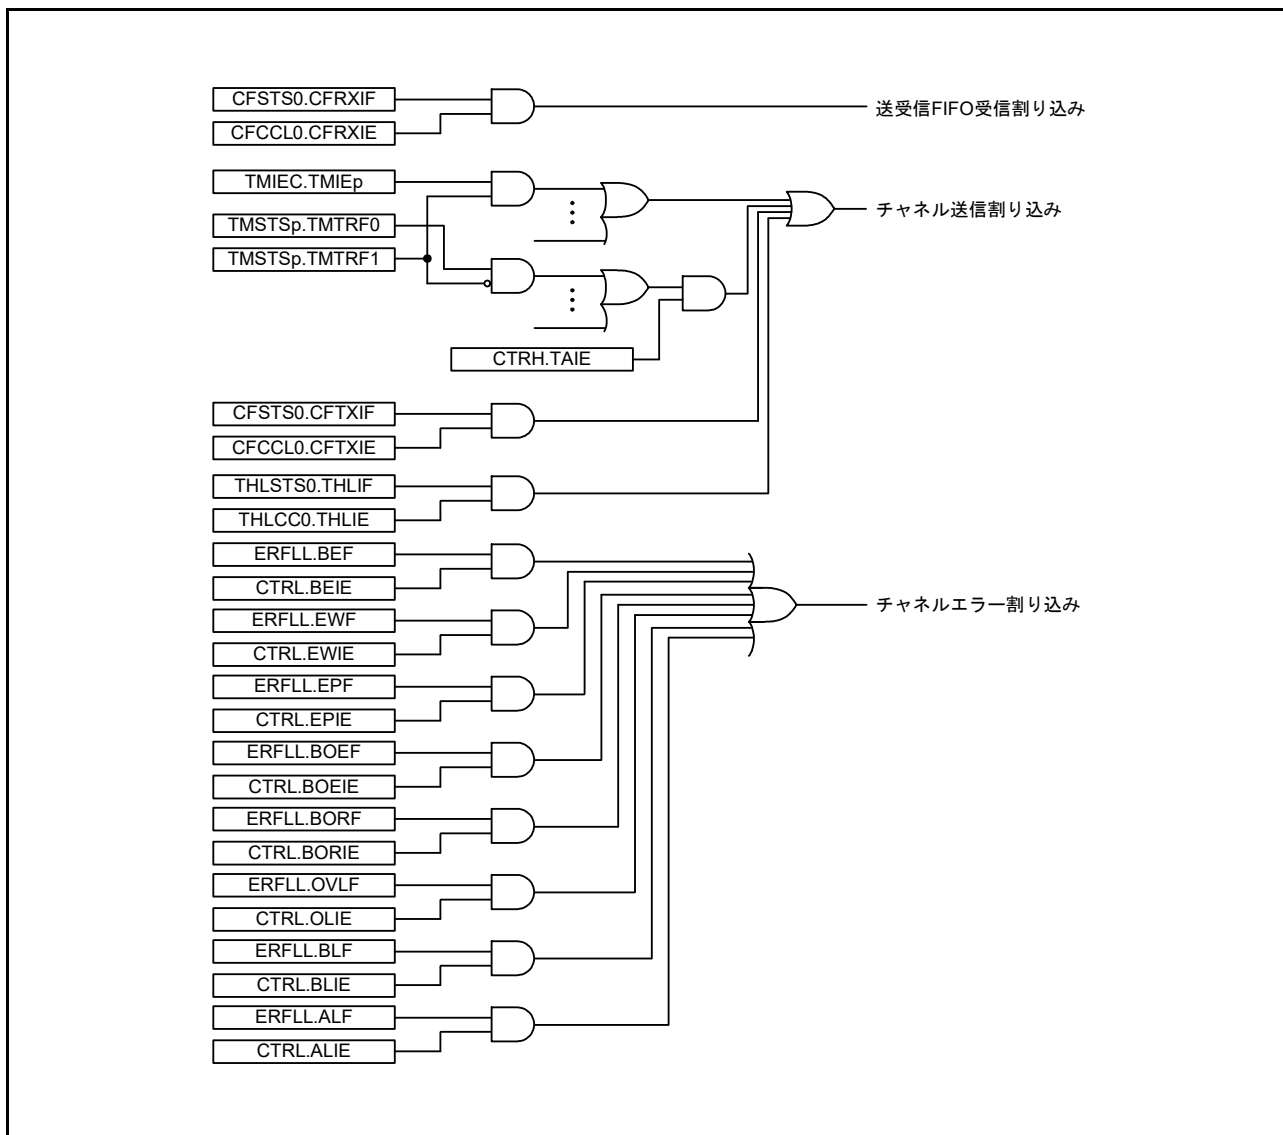 CFSTS0.CFRXIF
CFCCL0.CFRXIE
送受信FIFO受信割り込み
TMIEC.TMIEp
TMSTSp.TMTRF0
TMSTSp.TMTRF1
チャネル送信割り込み
CTRH.TAIE
CFSTS0.CFTXIF
CFCCL0.CFTXIE
THLSTS0.THLIF
THLCC0.THLIE
ERFLL.BEF
CTRL.BEIE
ERFLL.EWF
CTRL.EWIE
チャネルエラー割り込み
ERFLL.EPF
CTRL.EPIE
ERFLL.BOEF
CTRL.BOEIE
ERFLL.BORF
CTRL.BORIE
ERFLL.OVLF
CTRL.OLIE
ERFLL.BLF
CTRL.BLIE
ERFLL.ALF
CTRL.ALIE